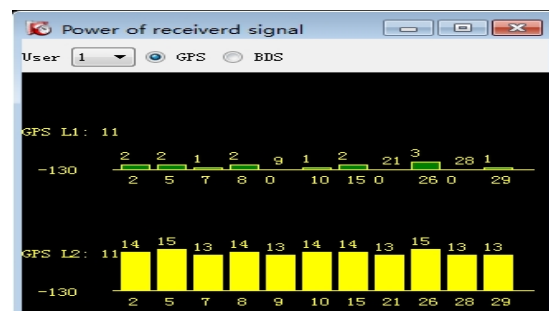 Power of receiverd signal
User 1 GPS BDS
GPS L1: 11
2 2 1 2 9 1 2 21 3 28 1
-130
2 5 7 8 0 10 15 0 26 0 29
14 15 13 14 13 14 14 13 15 13 13
GPS L2: 11
-130
2 5 7 8 9 10 15 21 26 28 29